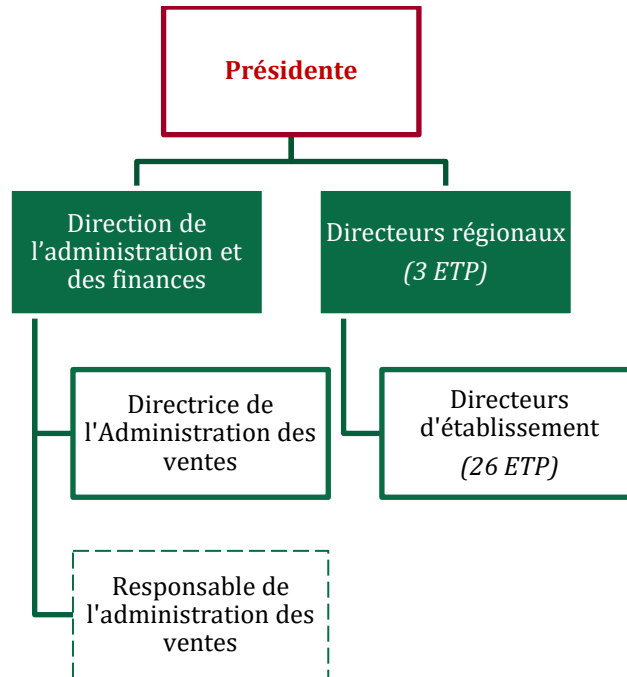 Présidente
Direction de
l’administration et
des finances
Directeurs régionaux
(3 ETP)
Directrice de
l'Administration des
ventes
Directeurs
d'établissement
(26 ETP)
Responsable de
l'administration des
ventes